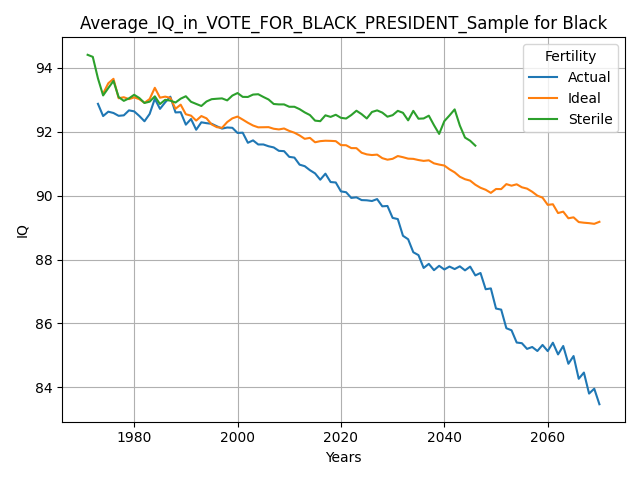 Average_IQ_in_VOTE_FOR_BLACK_PRESIDENT_Sample for Black
Fertility
Actual
Ideal
Sterile
IQ
94
92
90
88
86
84
1980
2000
2020
2040
2060
Years